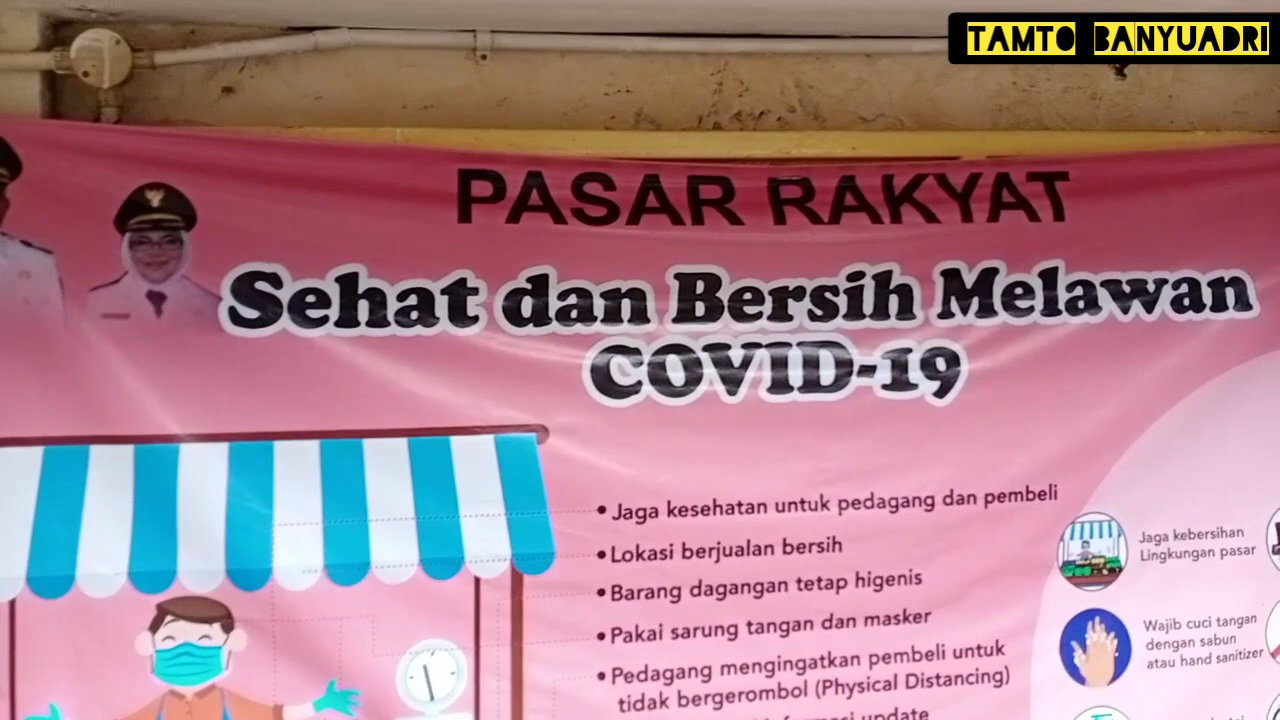 TAMTO BANYUADRI
PASAR RAKYAT
Sehat dan Bersih Melawan
COVID-19
• Jaga kesehatan untuk pedagang dan pembeli
• Lokasi berjualan bersih
• Barang dagangan tetap higenis
• Pakai sarung tangan dan masker
• Pedagang mengingatkan pembeli untuk
tidak bergerombol (Physical Distancing)
update
Jaga kebersihan
Lingkungan pasar
Wajib cuci tangan
dengan sabun
atau hand sanitizer